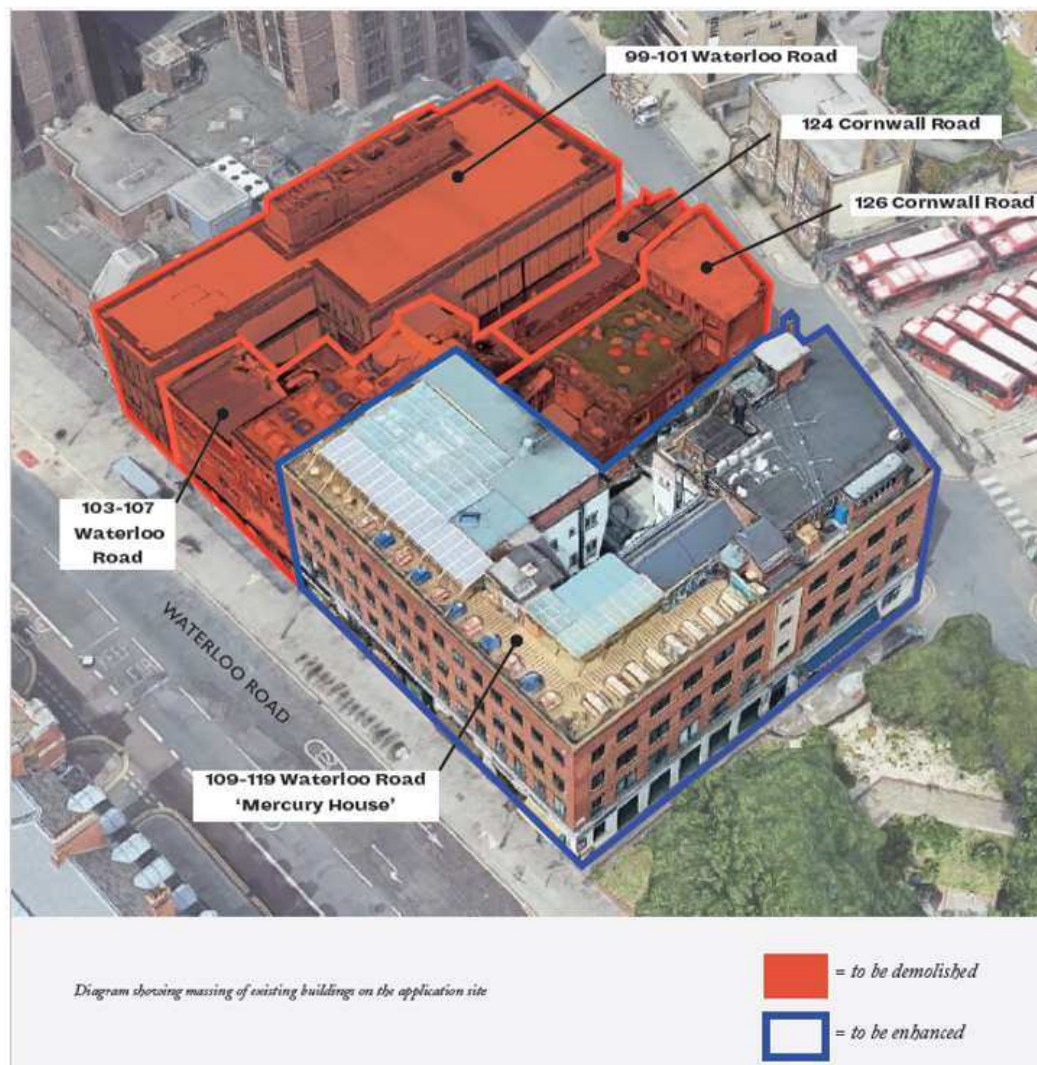 99-101 Waterloo Road
124 Cornwall Road
126 Cornwall Road
103-107
Waterloo
Road
WATERLOO ROAD
109-119 Waterloo Road
‘Mercury House’
Diagram showing massing of existing buildings on the application site
= to be demolished
= to be enhanced